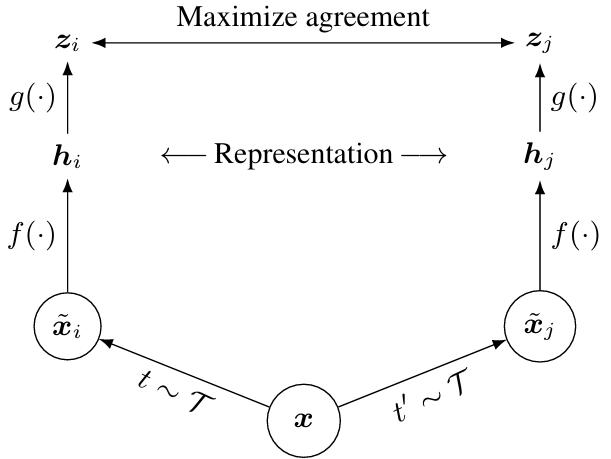 Maximize agreement
z_i z_j
g(·) g(·)
h_i ←— Representation —→ h_j
f(·) f(·)
x̃_i x̃_j
t ∼ 𝒯 t′ ∼ 𝒯
x